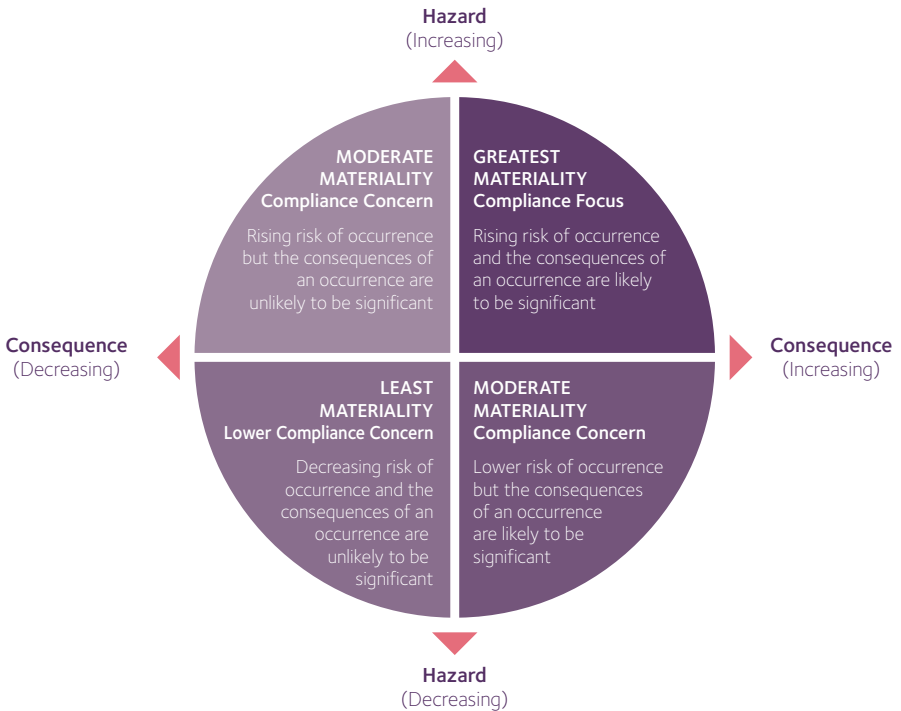 Hazard
(Increasing)
MODERATE
MATERIALITY
Compliance Concern
Rising risk of occurrence
but the consequences of
an occurrence are
unlikely to be significant
GREATEST
MATERIALITY
Compliance Focus
Rising risk of occurrence
and the consequences of
an occurrence are likely
to be significant
Consequence
(Decreasing)
Consequence
(Increasing)
LEAST
MATERIALITY
Lower Compliance Concern
Decreasing risk of
occurrence and the
consequences of an
occurrence are
unlikely to be
significant
MODERATE
MATERIALITY
Compliance Concern
Lower risk of occurrence
but the consequences
of an occurrence
are likely to be
significant
Hazard
(Decreasing)